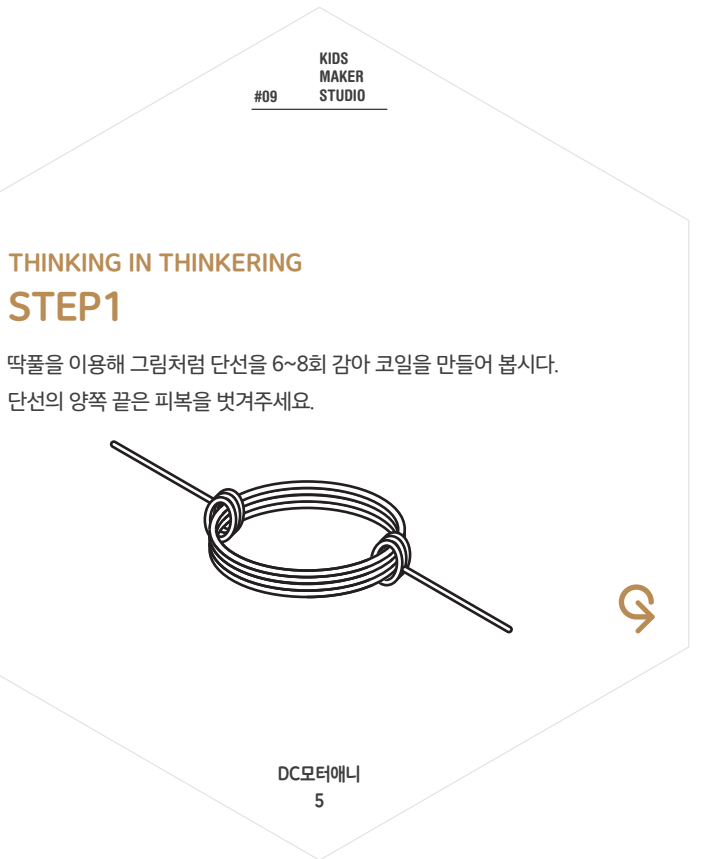 KIDS
MAKER
#09 STUDIO
THINKING IN THINKERING
STEP1
딱풀을 이용해 그림처럼 단선을 6~8회 감아 코일을 만들어 봅시다.
단선의 양쪽 끝은 피복을 벗겨주세요.
DC모터애니
5